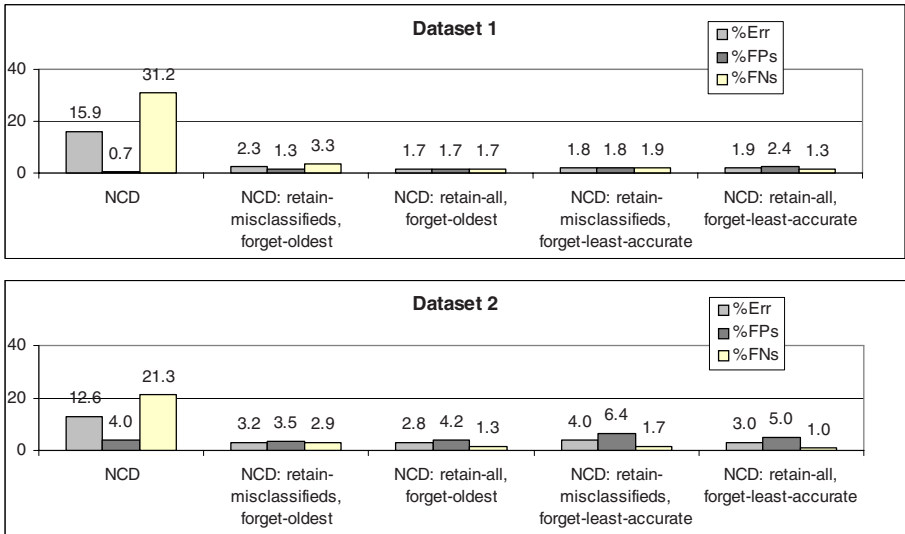 Dataset 1
%Err
%FPs
%FNs
40
20
0
15.9
0.7
31.2
2.3
1.3
3.3
1.7
1.7
1.7
1.8
1.8
1.9
1.9
2.4
1.3
NCD
NCD: retain-
misclassifieds,
forget-oldest
NCD: retain-all,
forget-oldest
NCD: retain-
misclassifieds,
forget-least-accurate
NCD: retain-all,
forget-least-accurate
Dataset 2
%Err
%FPs
%FNs
40
20
0
12.6
4.0
21.3
3.2
3.5
2.9
2.8
4.2
1.3
4.0
6.4
1.7
3.0
5.0
1.0
NCD
NCD: retain-
misclassifieds,
forget-oldest
NCD: retain-all,
forget-oldest
NCD: retain-
misclassifieds,
forget-least-accurate
NCD: retain-all,
forget-least-accurate